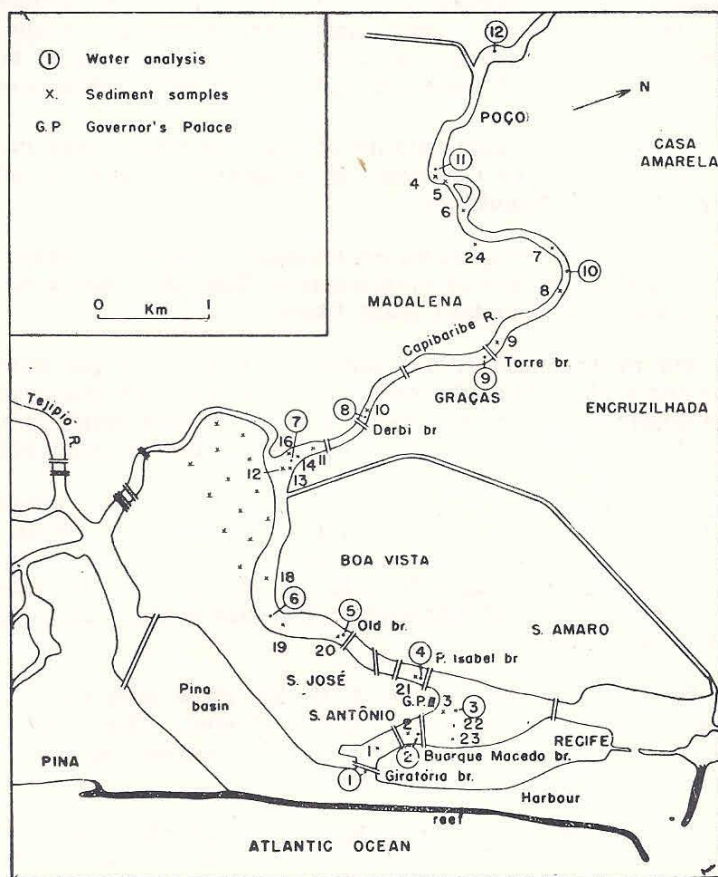 ① Water analysis
x. Sediment samples
G.P Governor's Palace
0 1
Km
12
N
POÇO
CASA
AMARELA
11
4
5
6
24
7
10
8
MADALENA
Capibaribe R.
9
Torre br.
9
GRAÇAS
ENCRUZILHADA
8
10
Derbi br
Tejipió R.
7
16
11
14
12
13
BOA VISTA
18
6
5
Old br.
19
20
S. AMARO
4
P. Isabel br
21
S. JOSÉ
G.P.
3
3
Pina
basin
S. ANTÔNIO
22
2
23
RECIFE
1
2
Buarque Macedo br.
PINA
1
Giratória br.
Harbour
reef
ATLANTIC OCEAN